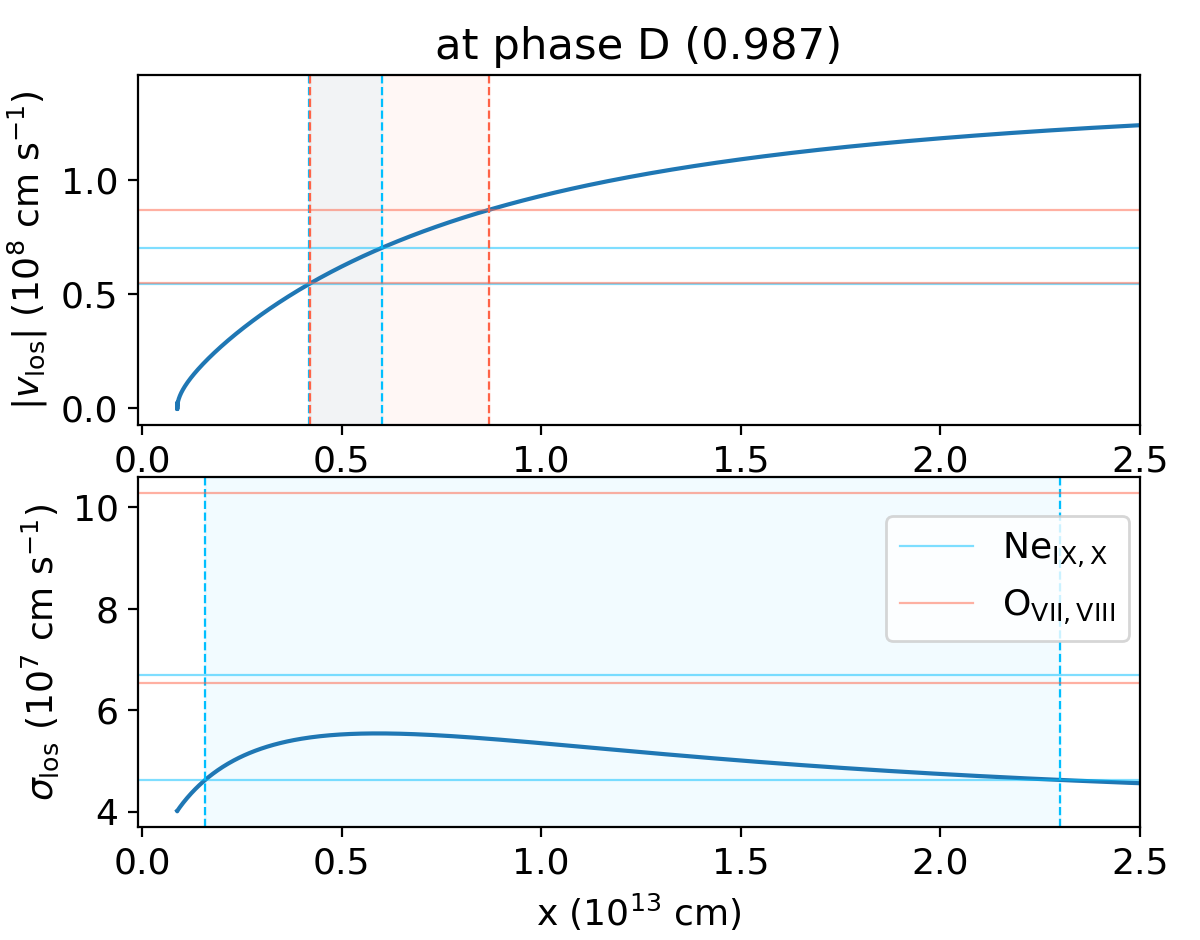 at phase D (0.987)
|v_los| (10^8 cm s^−1)
1.0
0.5
0.0
0.0 0.5 1.0 1.5 2.0 2.5
σ_los (10^7 cm s^−1)
10
8
6
4
Ne_IX, X
O_VII, VIII
0.0 0.5 1.0 1.5 2.0 2.5
x (10^13 cm)